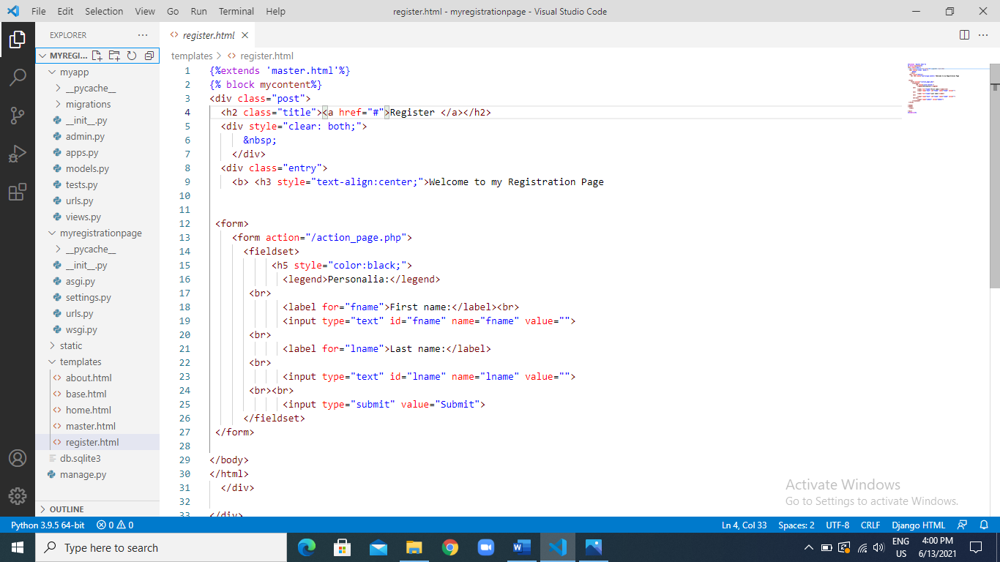 File Edit Selection View Go Run Terminal Help register.html - myregistrationpage - Visual Studio Code
EXPLORER
MYREGI...
myapp
__pycache__
migrations
__init__.py
admin.py
apps.py
models.py
tests.py
urls.py
views.py
myregistrationpage
__pycache__
__init__.py
asgi.py
settings.py
urls.py
wsgi.py
static
templates
about.html
base.html
home.html
master.html
register.html
db.sqlite3
manage.py
OUTLINE
register.html
templates > register.html
1 {%extends 'master.html'%}
2 {% block mycontent%}
3 <div class="post">
4 <h2 class="title"><a href="#">Register </a></h2>
5 <div style="clear: both;">
6 &nbsp;
7 </div>
8 <div class="entry">
9 <b> <h3 style="text-align:center;">Welcome to my Registration Page
10
11
12 <form>
13 <form action="/action_page.php">
14 <fieldset>
15 <h5 style="color:black;">
16 <legend>Personalia:</legend>
17 <br>
18 <label for="fname">First name:</label><br>
19 <input type="text" id="fname" name="fname" value="">
20 <br>
21 <label for="lname">Last name:</label>
22 <br>
23 <input type="text" id="lname" name="lname" value="">
24 <br><br>
25 <input type="submit" value="Submit">
26 </fieldset>
27 </form>
28
29 </body>
30 </html>
31 </div>
32
33 </div>
Activate Windows
Go to Settings to activate Windows.
Python 3.9.5 64-bit 0 0 Ln 4, Col 33 Spaces: 2 UTF-8 CRLF Django HTML
Type here to search
ENG
US
4:00 PM
6/13/2021